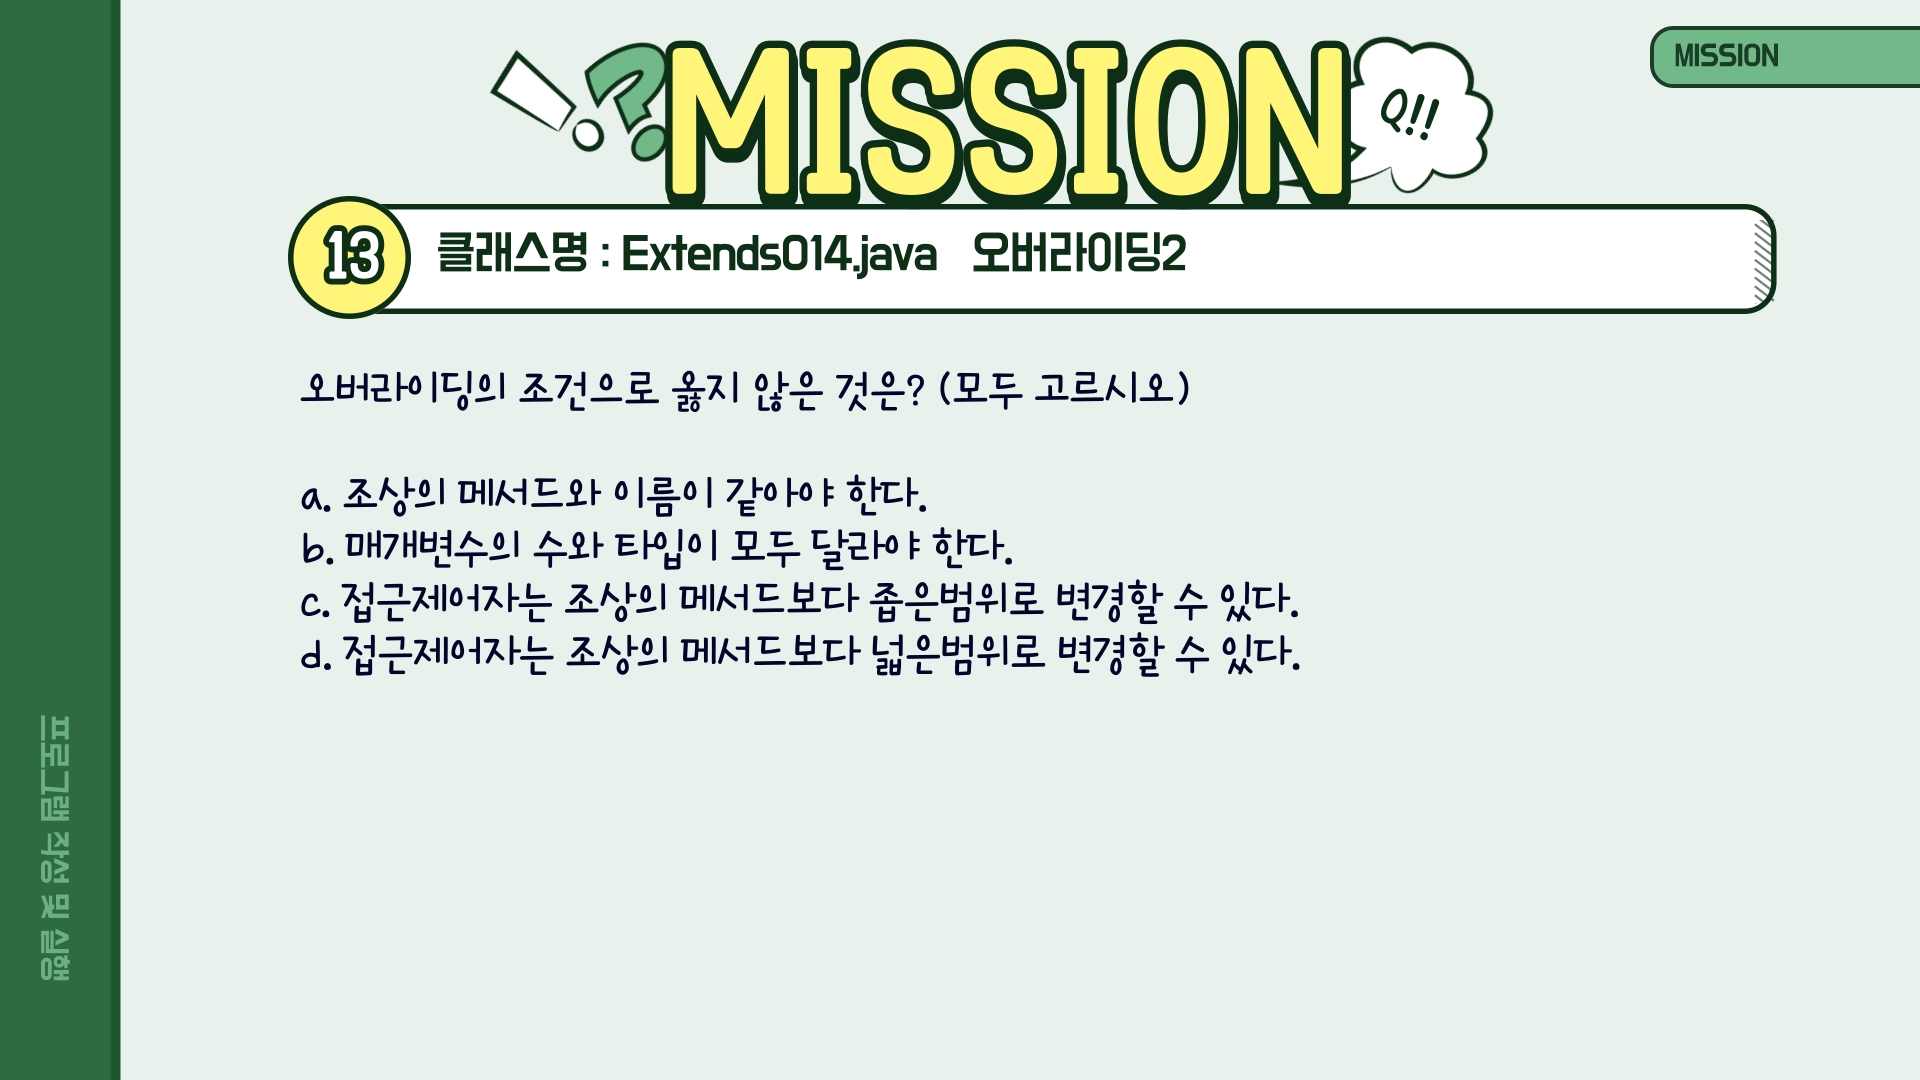 !?MISSION
Q!!
MISSION
13
클래스명 : Extends014.java 오버라이딩2
오버라이딩의 조건으로 옳지 않은 것은? (모두 고르시오)
a. 조상의 메서드와 이름이 같아야 한다.
b. 매개변수의 수와 타입이 모두 달라야 한다.
c. 접근제어자는 조상의 메서드보다 좁은범위로 변경할 수 있다.
d. 접근제어자는 조상의 메서드보다 넓은범위로 변경할 수 있다.
프로그램 작성 및 실행